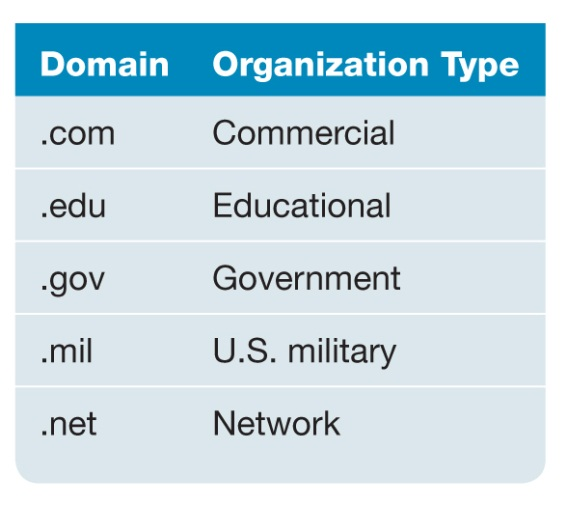 Domain Organization Type
.com Commercial
.edu Educational
.gov Government
.mil U.S. military
.net Network